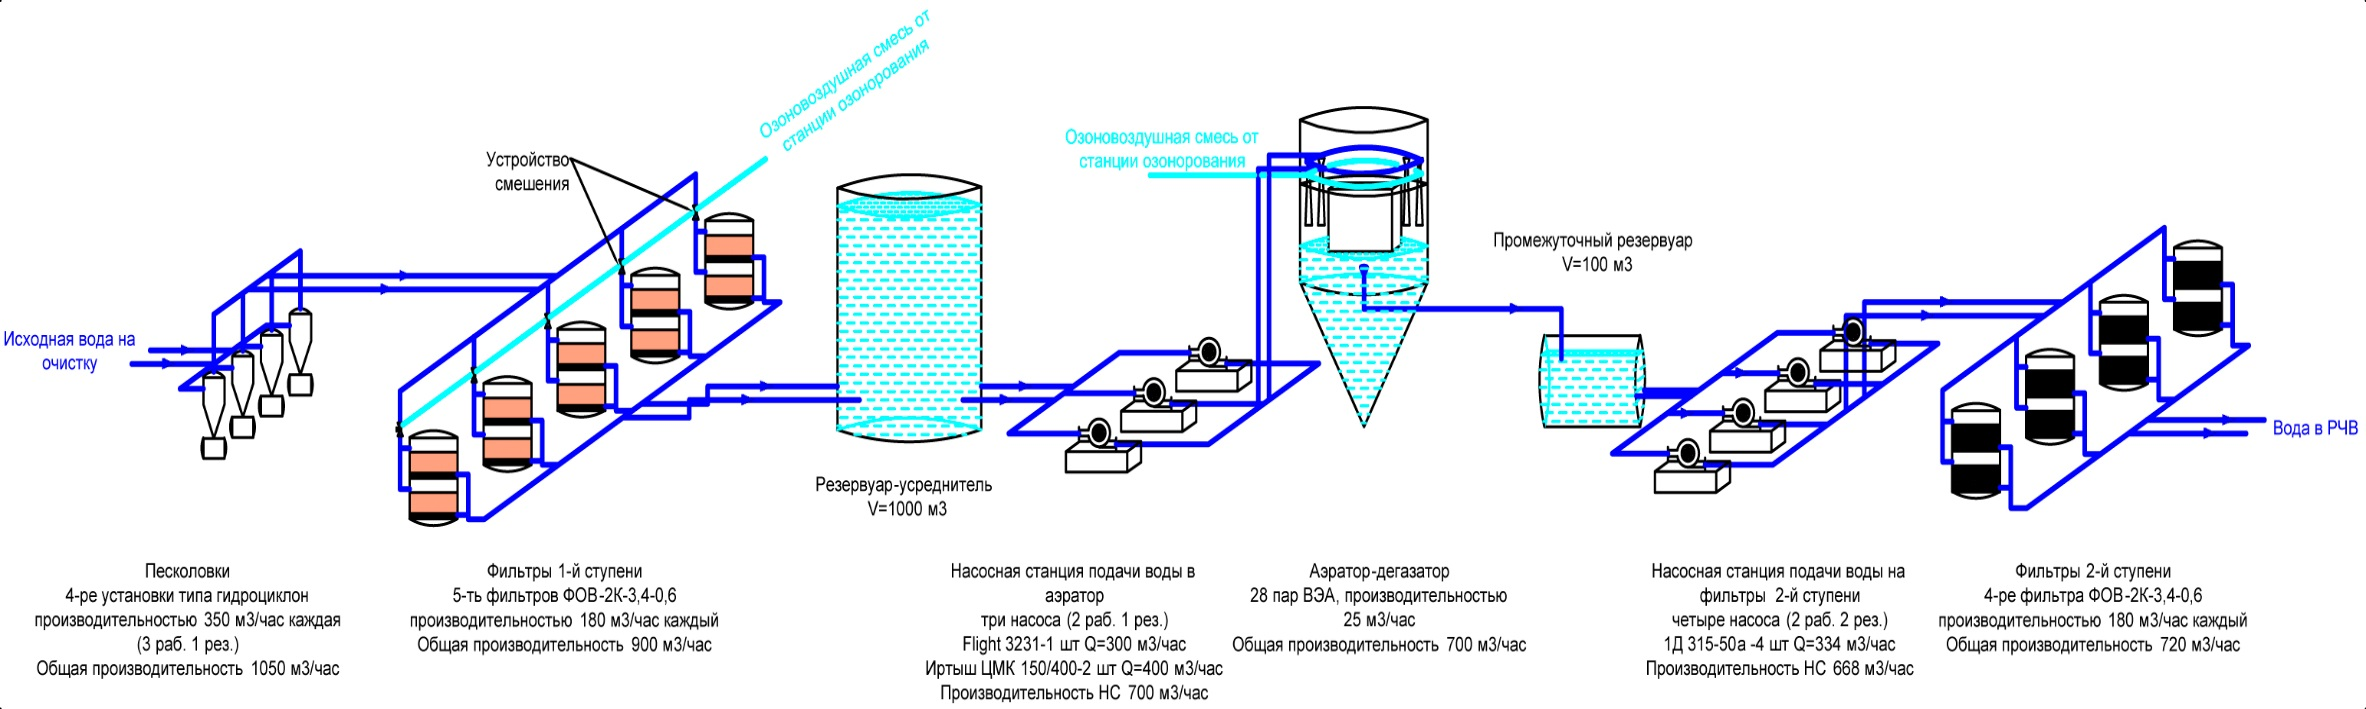 Исходная вода на
очистку
Устройство
смешения
Озоновоздушная смесь от
станции озонорования
Озоновоздушная смесь от
станции озонорования
Промежуточный резервуар
V=100 м3
Резервуар-усреднитель
V=1000 м3
Вода в РЧВ
Песколовки
4-ре установки типа гидроциклон
производительностью 350 м3/час каждая
(3 раб. 1 рез.)
Общая производительность 1050 м3/час
Фильтры 1-й ступени
5-ть фильтров ФОВ-2К-3,4-0,6
производительностью 180 м3/час каждый
Общая производительность 900 м3/час
Насосная станция подачи воды в
аэратор
три насоса (2 раб. 1 рез.)
Flight 3231-1 шт Q=300 м3/час
Иртыш ЦМК 150/400-2 шт Q=400 м3/час
Производительность НС 700 м3/час
Аэратор-дегазатор
28 пар ВЭА, производительностью
25 м3/час
Общая производительность 700 м3/час
Насосная станция подачи воды на
фильтры 2-й ступени
четыре насоса (2 раб. 2 рез.)
1Д 315-50а -4 шт Q=334 м3/час
Производительность НС 668 м3/час
Фильтры 2-й ступени
4-ре фильтра ФОВ-2К-3,4-0,6
производительностью 180 м3/час каждый
Общая производительность 720 м3/час